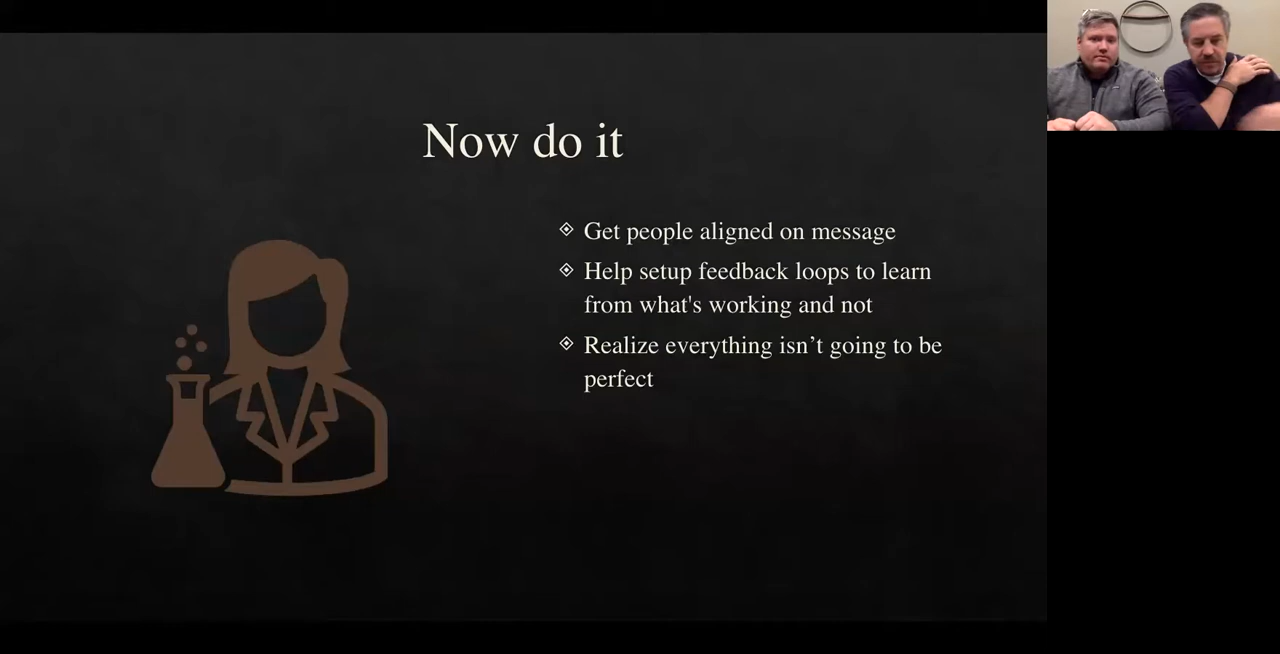 Now do it
Get people aligned on message
Help setup feedback loops to learn
from what's working and not
Realize everything isn’t going to be
perfect